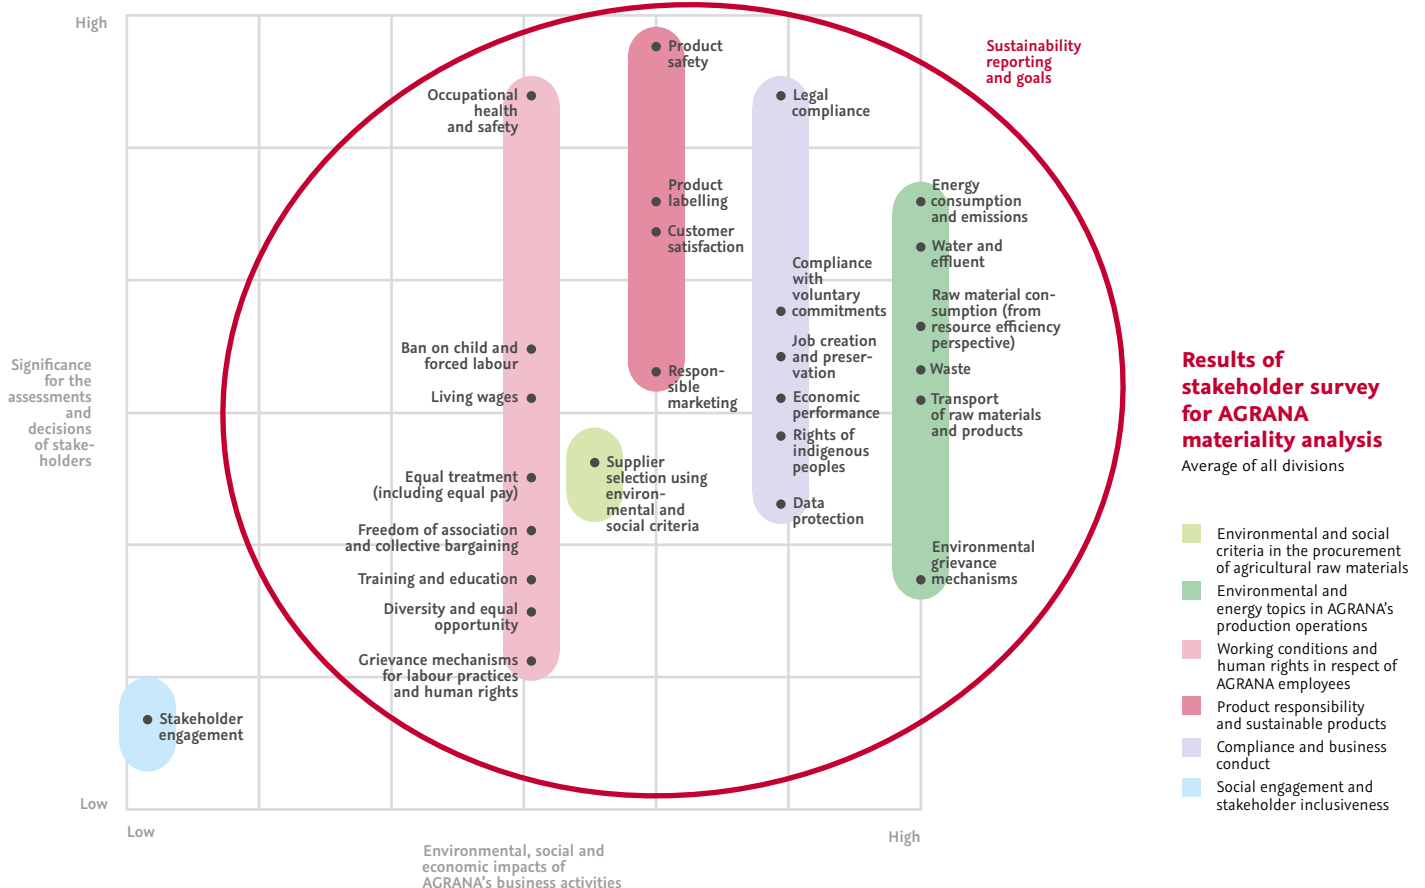 High
Significance
for the
assessments
and
decisions
of stake-
holders
Low
Low
High
Environmental, social and
economic impacts of
AGRANA’s business activities
Sustainability
reporting
and goals
Occupational
health
and safety
Ban on child and
forced labour
Living wages
Equal treatment
(including equal pay)
Freedom of association
and collective bargaining
Training and education
Diversity and equal
opportunity
Grievance mechanisms
for labour practices
and human rights
Stakeholder
engagement
Supplier
selection using
environ-
mental and
social criteria
Product
safety
Product
labelling
Customer
satisfaction
Respon-
sible
marketing
Legal
compliance
Compliance
with
voluntary
commitments
Job creation
and preser-
vation
Economic
performance
Rights of
indigenous
peoples
Data
protection
Energy
consumption
and emissions
Water and
effluent
Raw material con-
sumption (from
resource efficiency
perspective)
Waste
Transport
of raw materials
and products
Environmental
grievance
mechanisms
Results of
stakeholder survey
for AGRANA
materiality analysis
Average of all divisions
Environmental and social
criteria in the procurement
of agricultural raw materials
Environmental and
energy topics in AGRANA’s
production operations
Working conditions and
human rights in respect of
AGRANA employees
Product responsibility
and sustainable products
Compliance and business
conduct
Social engagement and
stakeholder inclusiveness